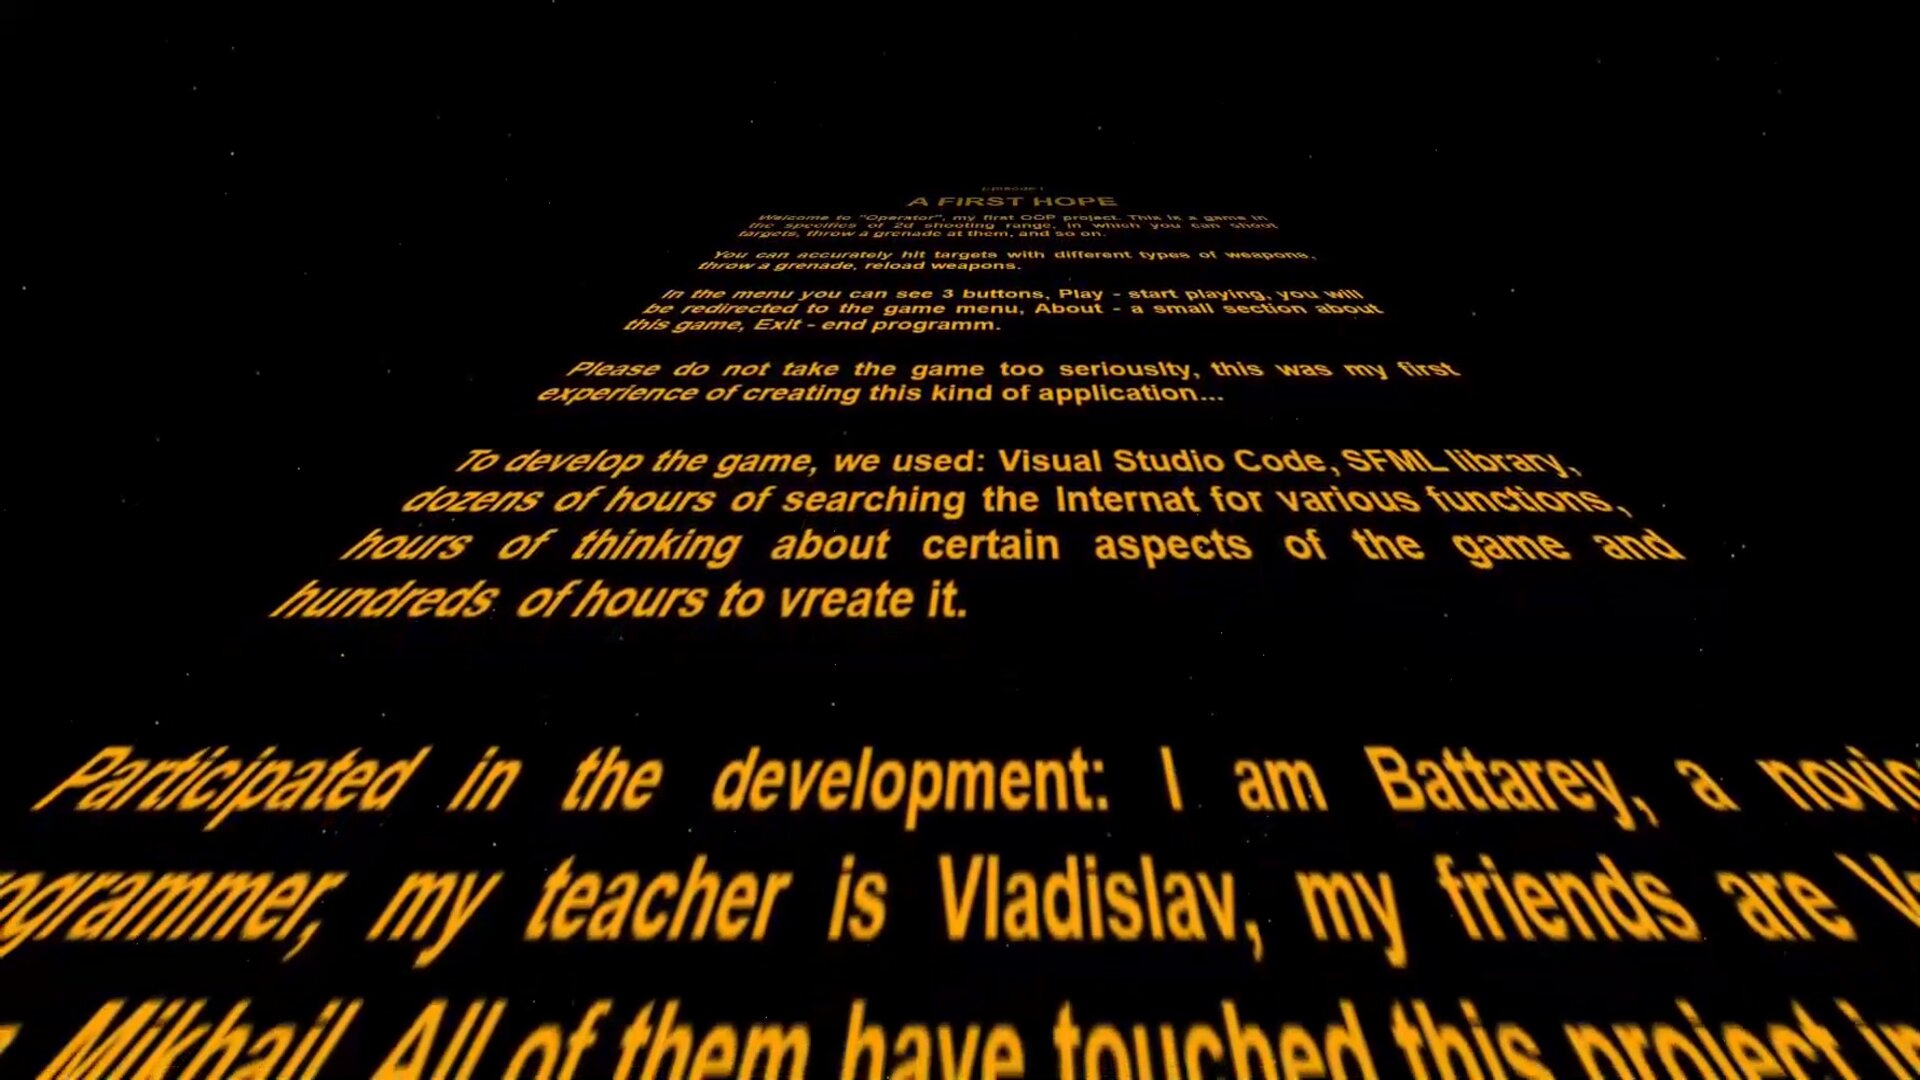 Episode I
A FIRST HOPE
Welcome to "Operator", my first OOP project. This is a game in
the specifics of 2d shooting range, in which you can shoot
targets, throw a grenade at them, and so on.
You can accurately hit targets with different types of weapons,
throw a grenade, reload weapons.
In the menu you can see 3 buttons, Play - start playing, you will
be redirected to the game menu, About - a small section about
this game, Exit - end programm.
Please do not take the game too seriouslty, this was my first
experience of creating this kind of application...
To develop the game, we used: Visual Studio Code, SFML library,
dozens of hours of searching the Internat for various functions,
hours of thinking about certain aspects of the game and
hundreds of hours to vreate it.
Participated in the development: I am Battarey, a
my teacher is Vladislav, my friends are
Mikhail. All of them have touched this project